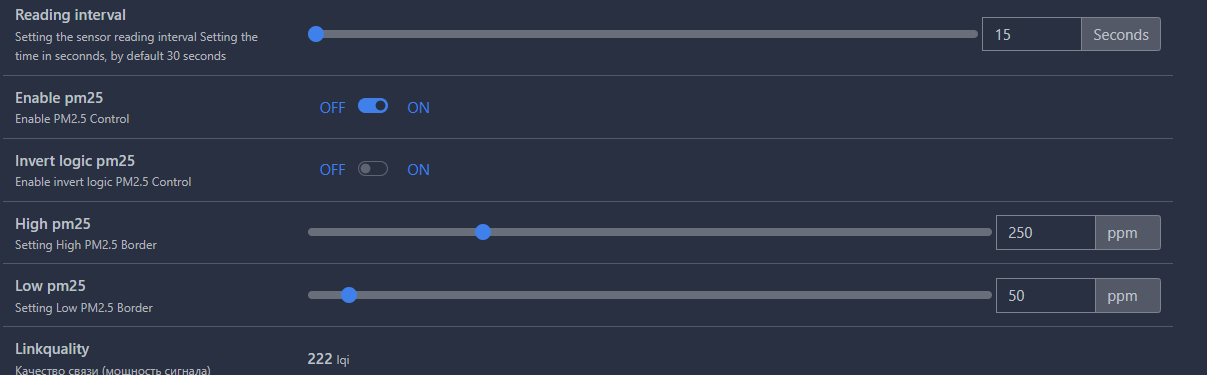 Reading interval
Setting the sensor reading interval Setting the
time in seconnds, by default 30 seconds
15 Seconds
Enable pm25
Enable PM2.5 Control
OFF ON
Invert logic pm25
Enable invert logic PM2.5 Control
OFF ON
High pm25
Setting High PM2.5 Border
250 ppm
Low pm25
Setting Low PM2.5 Border
50 ppm
Linkquality
Качество связи (мощность сигнала)
222 lqi